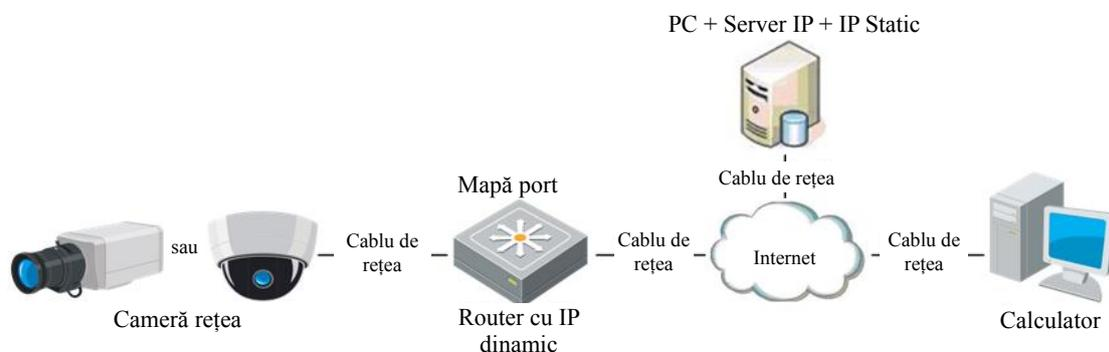 PC + Server IP + IP Static
Cablu de rețea
Mapă port
sau
Cablu de
rețea
Cablu de
rețea
Internet
Cablu de
rețea
Cameră rețea
Router cu IP
dinamic
Calculator